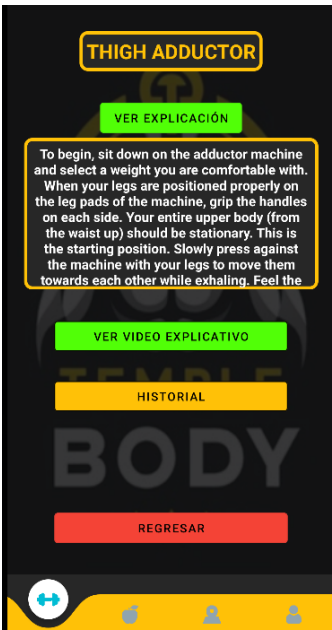 THIGH ADDUCTOR
VER EXPLICACIÓN
To begin, sit down on the adductor machine
and select a weight you are comfortable with.
When your legs are positioned properly on
the leg pads of the machine, grip the handles
on each side. Your entire upper body (from
the waist up) should be stationary. This is
the starting position. Slowly press against
the machine with your legs to move them
towards each other while exhaling. Feel the
VER VIDEO EXPLICATIVO
TEMPLE
HISTORIAL
BODY
REGRESAR